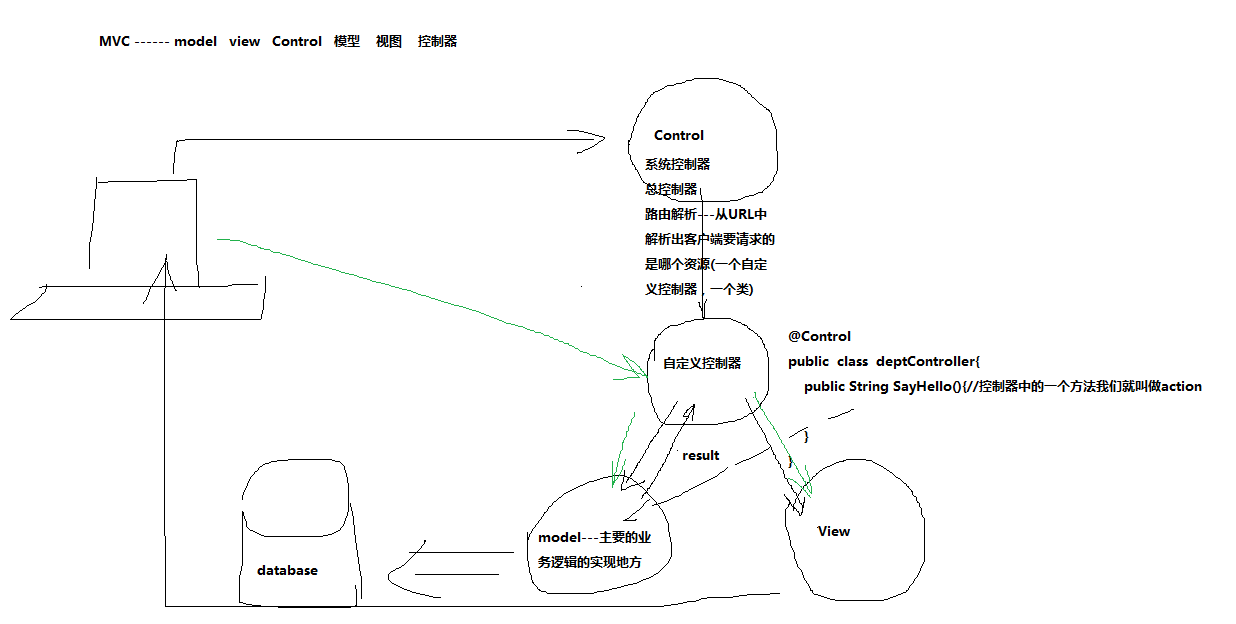 MVC ------ model view Control 模型 视图 控制器
Control
系统控制器
总控制器
路由解析---从URL中
解析出客户端要请求的
是哪个资源(一个自定
义控制器，一个类)
自定义控制器
@Control
public class deptController{
public String SayHello(){//控制器中的一个方法我们就叫做action
}
}
result
model---主要的业
务逻辑的实现地方
View
database